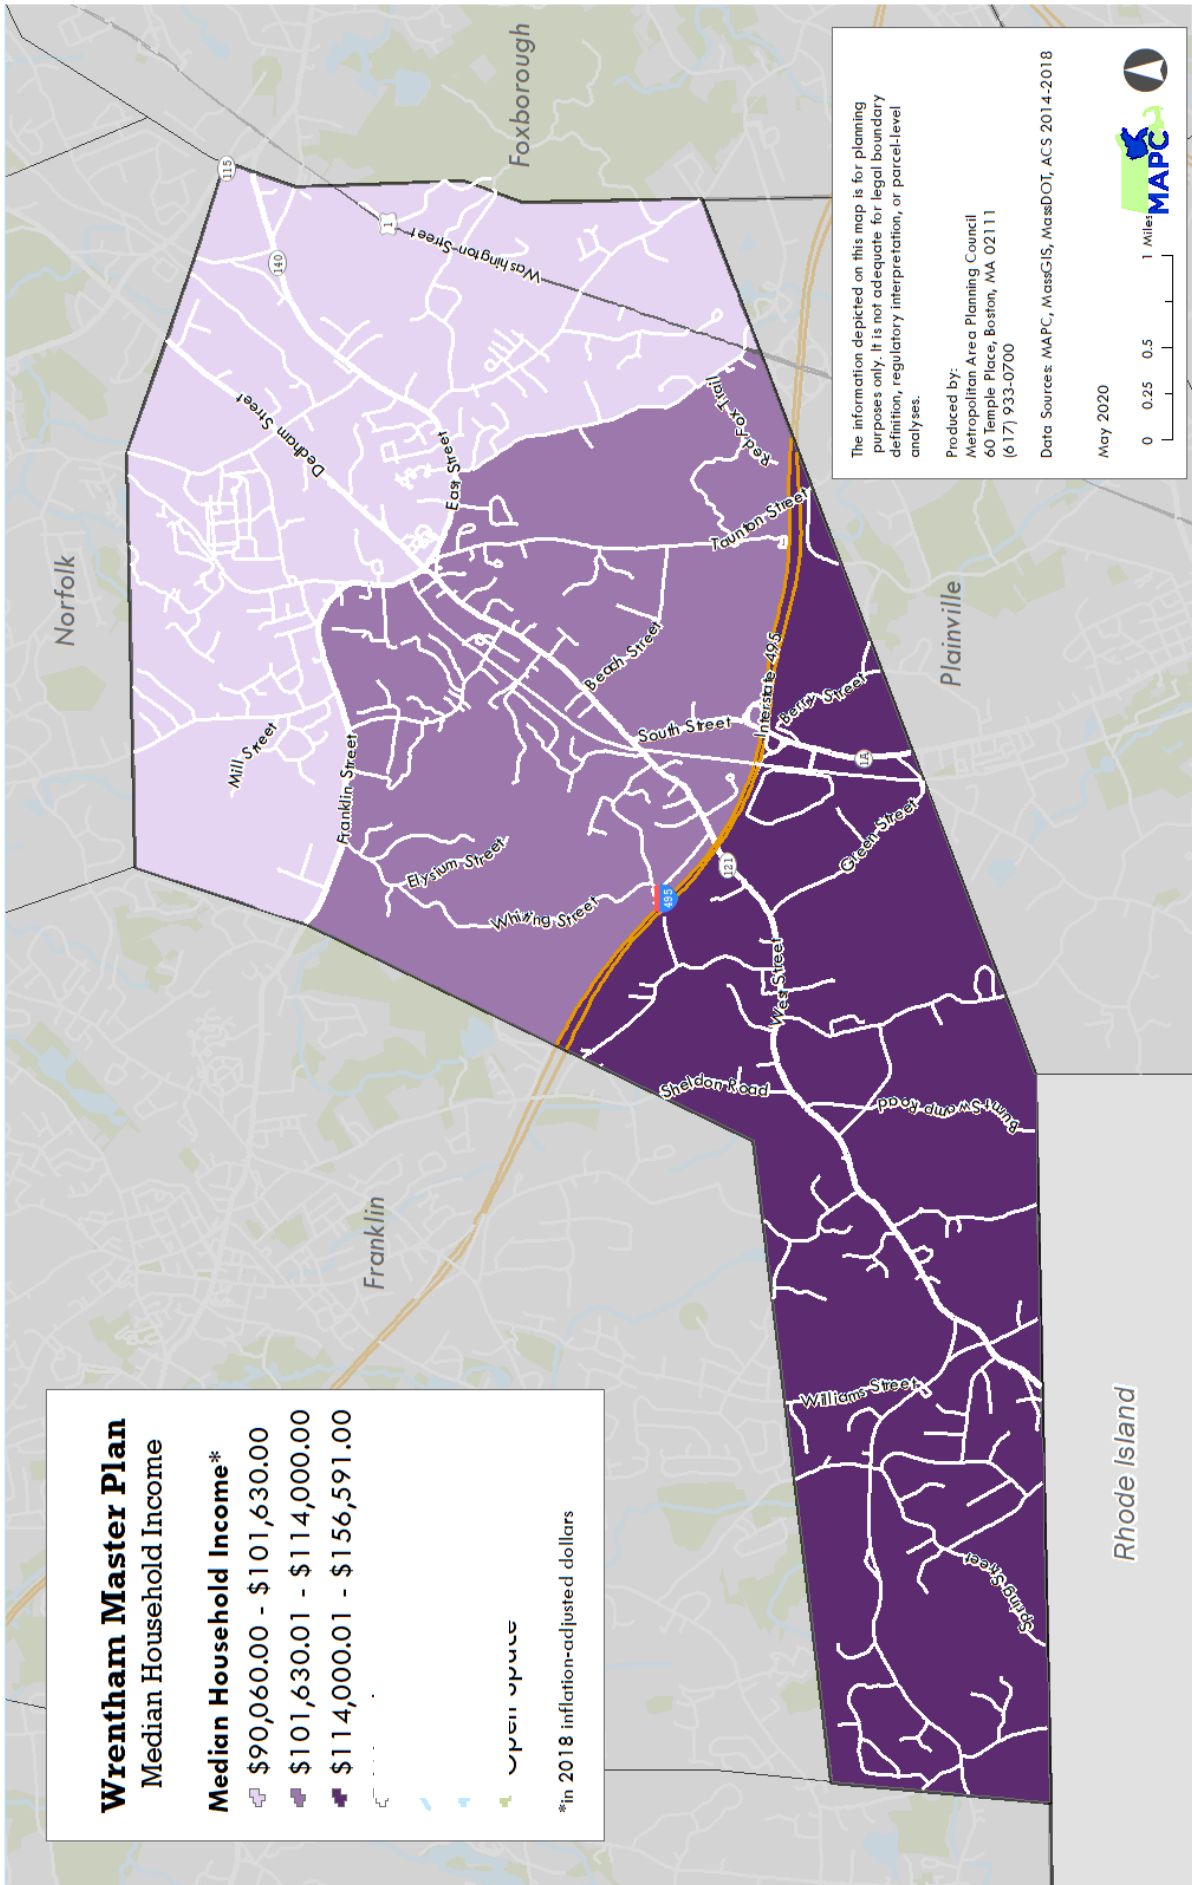 Wrentham Master Plan
Median Household Income
Median Household Income*
$90,060.00 - $101,630.00
$101,630.01 - $114,000.00
$114,000.01 - $156,591.00
Open Space
*in 2018 inflation-adjusted dollars
Norfolk
Foxborough
Franklin
Plainville
Rhode Island
115
140
1
Washington Street
Dedham Street
East Street
Mill Street
Franklin Street
Red Fox Trail
Taunton Street
Beach Street
South Street
Interstate 495
Berry Street
Elysium Street
Whiting Street
495
121
1A
Green Street
West Street
Sheldon Road
Burnt Swamp Road
Williams Street
Spring Street
The information depicted on this map is for planning
purposes only. It is not adequate for legal boundary
definition, regulatory interpretation, or parcel-level
analyses.
Produced by:
Metropolitan Area Planning Council
60 Temple Place, Boston, MA 02111
(617) 933-0700
Data Sources: MAPC, MassGIS, MassDOT, ACS 2014-2018
May 2020
0 0.25 0.5 1 Miles
MAPC